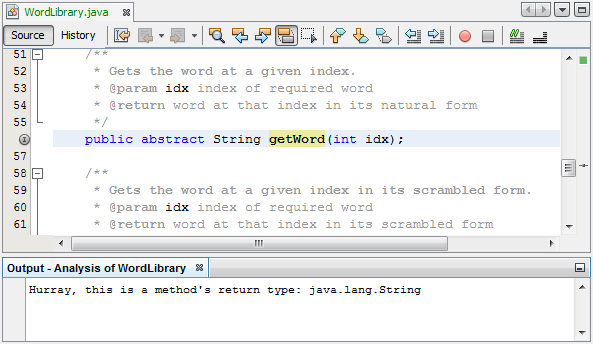 WordLibrary.java
Source History
51 /**
52 * Gets the word at a given index.
53 * @param idx index of required word
54 * @return word at that index in its natural form
55 */
public abstract String getWord(int idx);
57
58 /**
59 * Gets the word at a given index in its scrambled form.
60 * @param idx index of required word
61 * @return word at that index in its scrambled form
Output - Analysis of WordLibrary
Hurray, this is a method's return type: java.lang.String